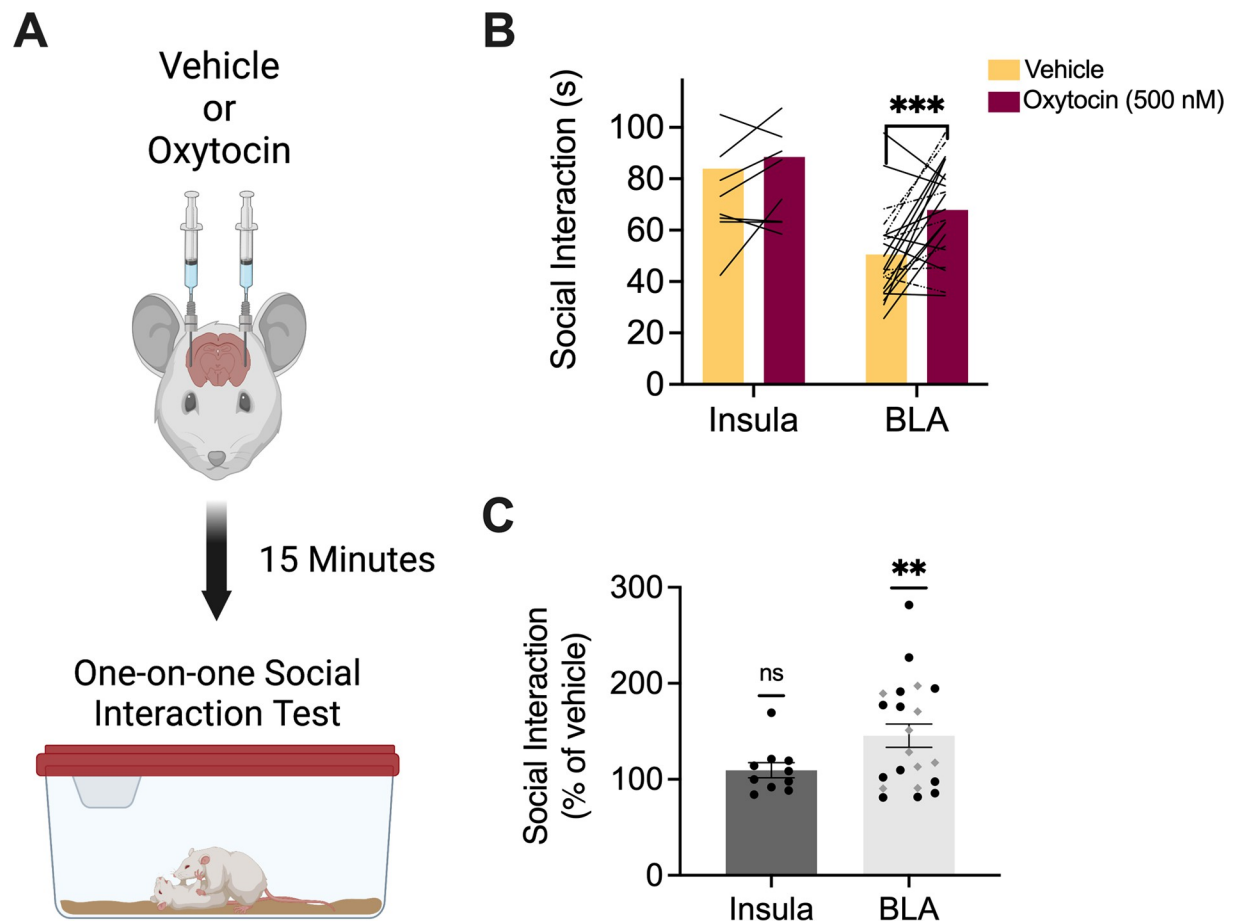 A
Vehicle
or
Oxytocin
15 Minutes
One-on-one Social
Interaction Test
B
Social Interaction (s)
100
80
60
40
20
0
Insula
BLA
***
Vehicle
Oxytocin (500 nM)
C
Social Interaction
(% of vehicle)
300
200
100
0
ns
**
Insula
BLA